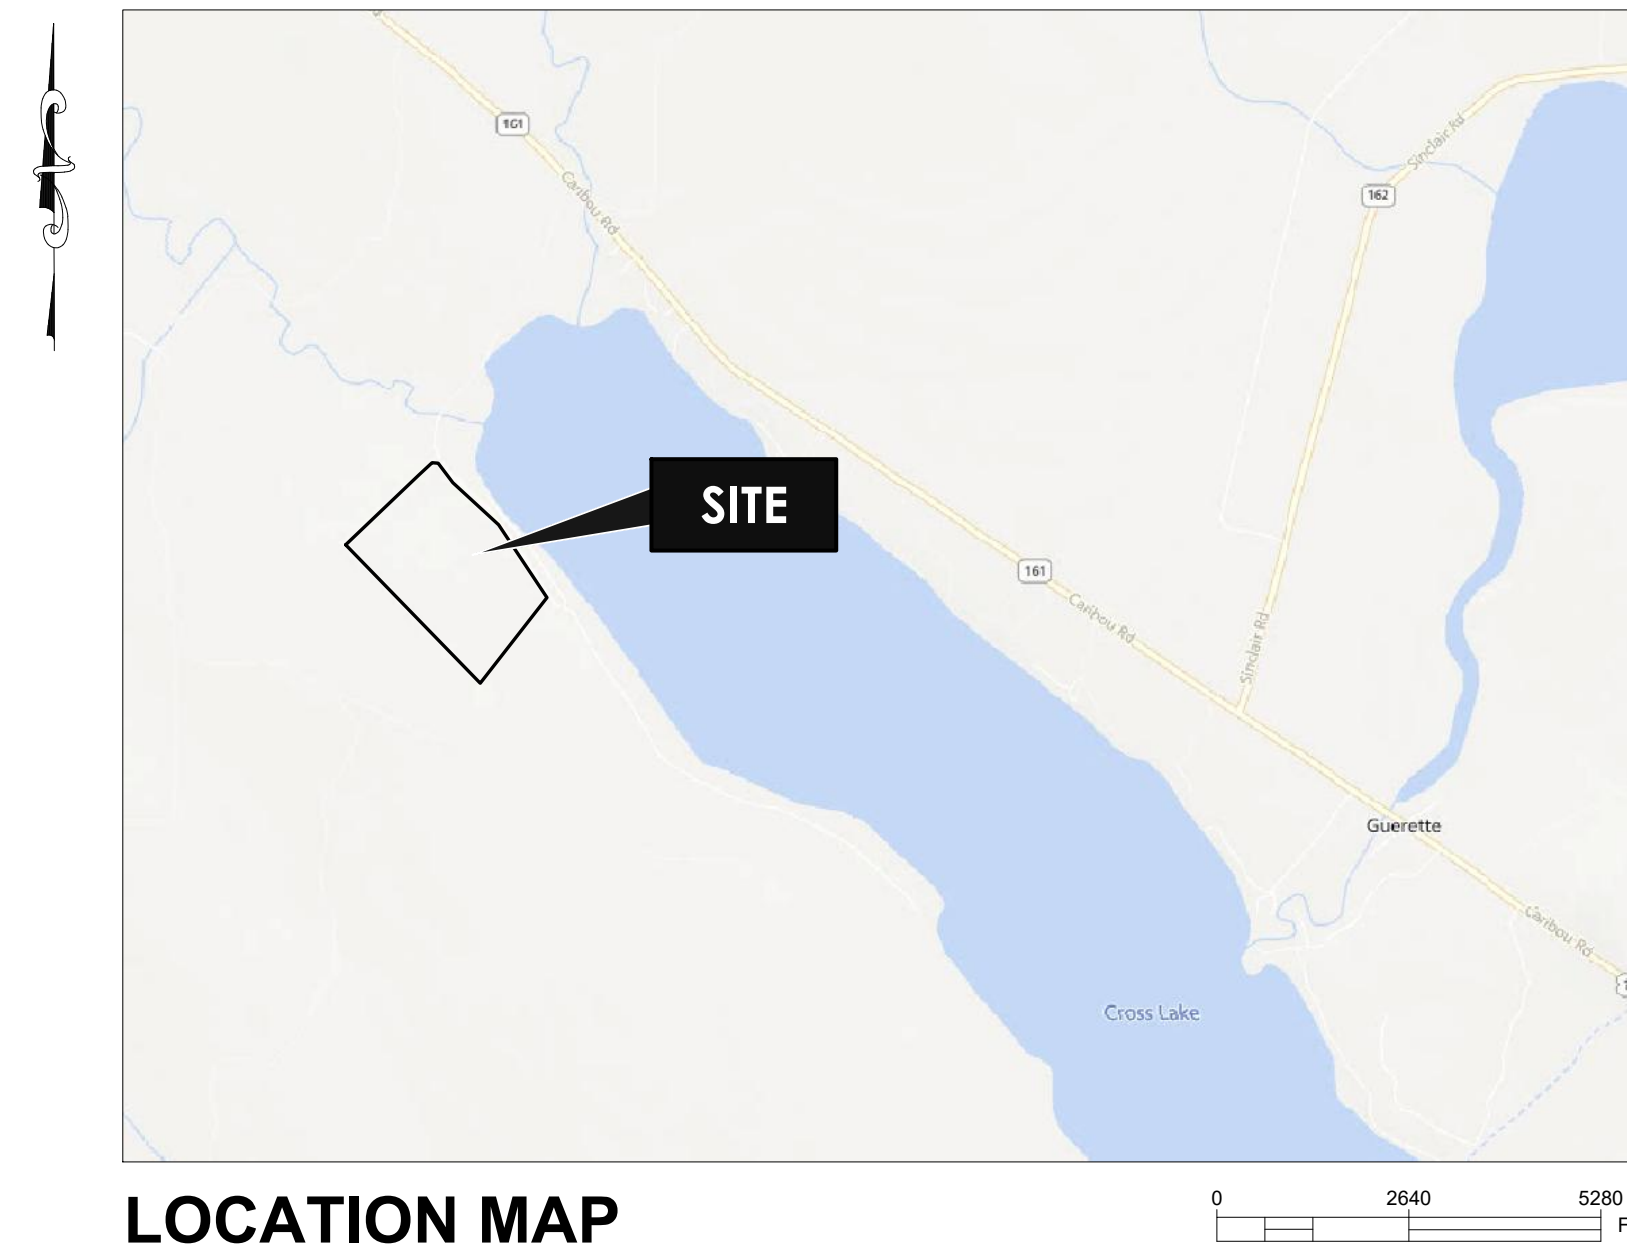 161
Caribou Rd
Sinclair Rd
162
SITE
161
Caribou Rd
Sinclair Rd
Guerette
Caribou Rd
Cross Lake
LOCATION MAP
0 2640 5280